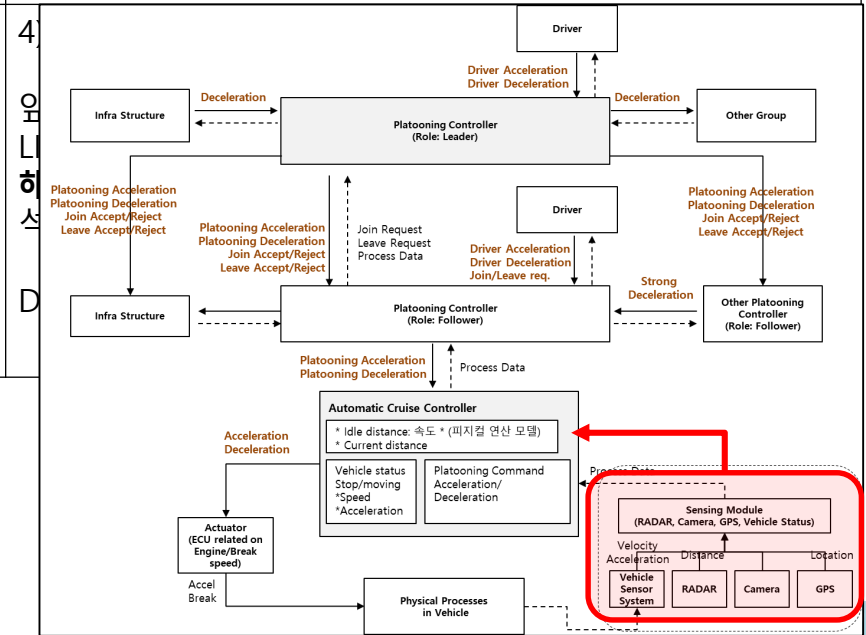 4)
Driver
Driver Acceleration
Driver Deceleration
Infra Structure
Deceleration
Platooning Controller
(Role: Leader)
Deceleration
Other Group
Platooning Acceleration
Platooning Deceleration
Join Accept/Reject
Leave Accept/Reject
Platooning Acceleration
Platooning Deceleration
Join Accept/Reject
Leave Accept/Reject
Join Request
Leave Request
Process Data
Driver
Driver Acceleration
Driver Deceleration
Join/Leave req.
Platooning Acceleration
Platooning Deceleration
Join Accept/Reject
Leave Accept/Reject
Strong
Deceleration
Infra Structure
Platooning Controller
(Role: Follower)
Other Platooning
Controller
(Role: Follower)
D
Platooning Acceleration
Platooning Deceleration
Process Data
Automatic Cruise Controller
* Idle distance: 속도 * (피지컬 연산 모델)
* Current distance
Vehicle status
Stop/moving
*Speed
*Acceleration
Platooning Command
Acceleration/
Deceleration
Acceleration
Deceleration
Process Data
Sensing Module
(RADAR, Camera, GPS, Vehicle Status)
Velocity
Acceleration
Distance
Location
Vehicle
Sensor
System
RADAR
Camera
GPS
Actuator
(ECU related on
Engine/Break
speed)
Accel
Break
Physical Processes
in Vehicle